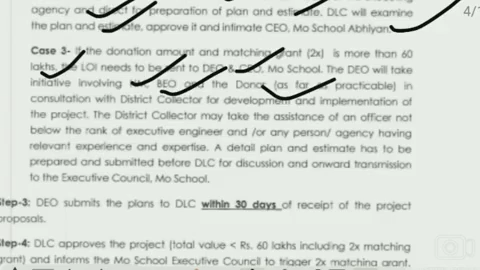 agency and direct for preparation of plan and estimate. DLC will examine
the plan and estimate, approve it and intimate CEO, Mo School Abhiyan.
Case 3- If the donation amount and matching grant (2x) is more than 60
lakhs, the LOI needs to be sent to DEO & CEO, Mo School. The DEO will take
initiative involving HM, BEO and the Donor (as far as practicable) in
consultation with District Collector for development and implementation of
the project. The District Collector may take the assistance of an officer not
below the rank of executive engineer and /or any person/ agency having
relevant experience and expertise. A detail plan and estimate has to be
prepared and submitted before DLC for discussion and onward transmission
to the Executive Council, Mo School.
Step-3: DEO submits the plans to DLC within 30 days of receipt of the project
proposals.
Step-4: DLC approves the project (total value < Rs. 60 lakhs including 2x matching
grant) and informs the Mo School Executive Council to trigger 2x matching grant.